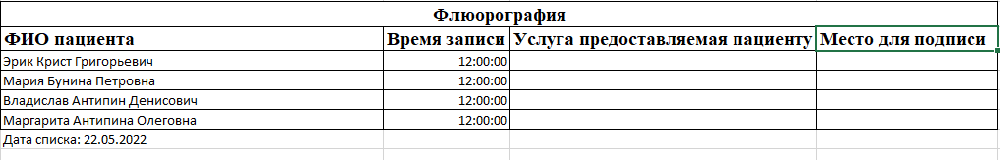 Флюорография
ФИО пациента Время записи Услуга предоставляемая пациенту Место для подписи
Эрик Крист Григорьевич 12:00:00
Мария Бунина Петровна 12:00:00
Владислав Антипин Денисович 12:00:00
Маргарита Антипина Олеговна 12:00:00
Дата списка: 22.05.2022